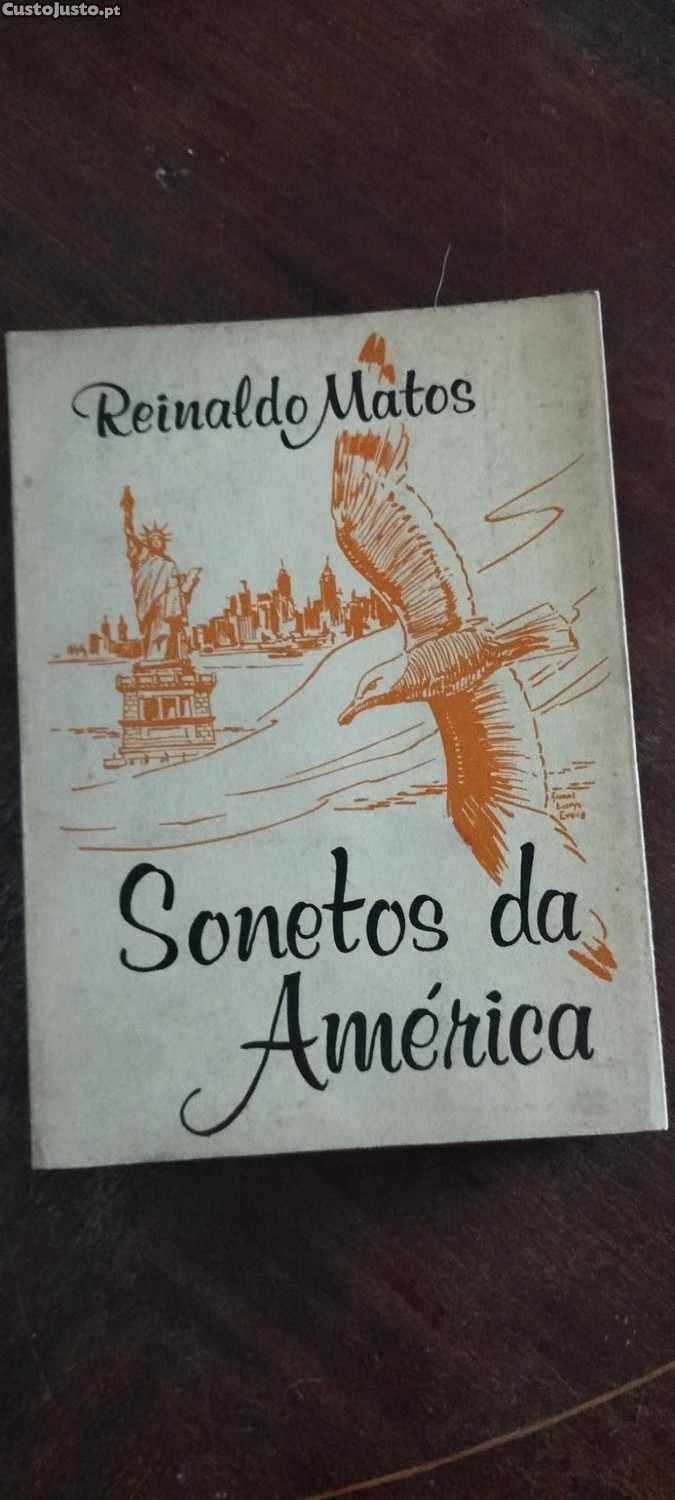 CustoJusto.pt
Reinaldo Matos
Sonetos da
América